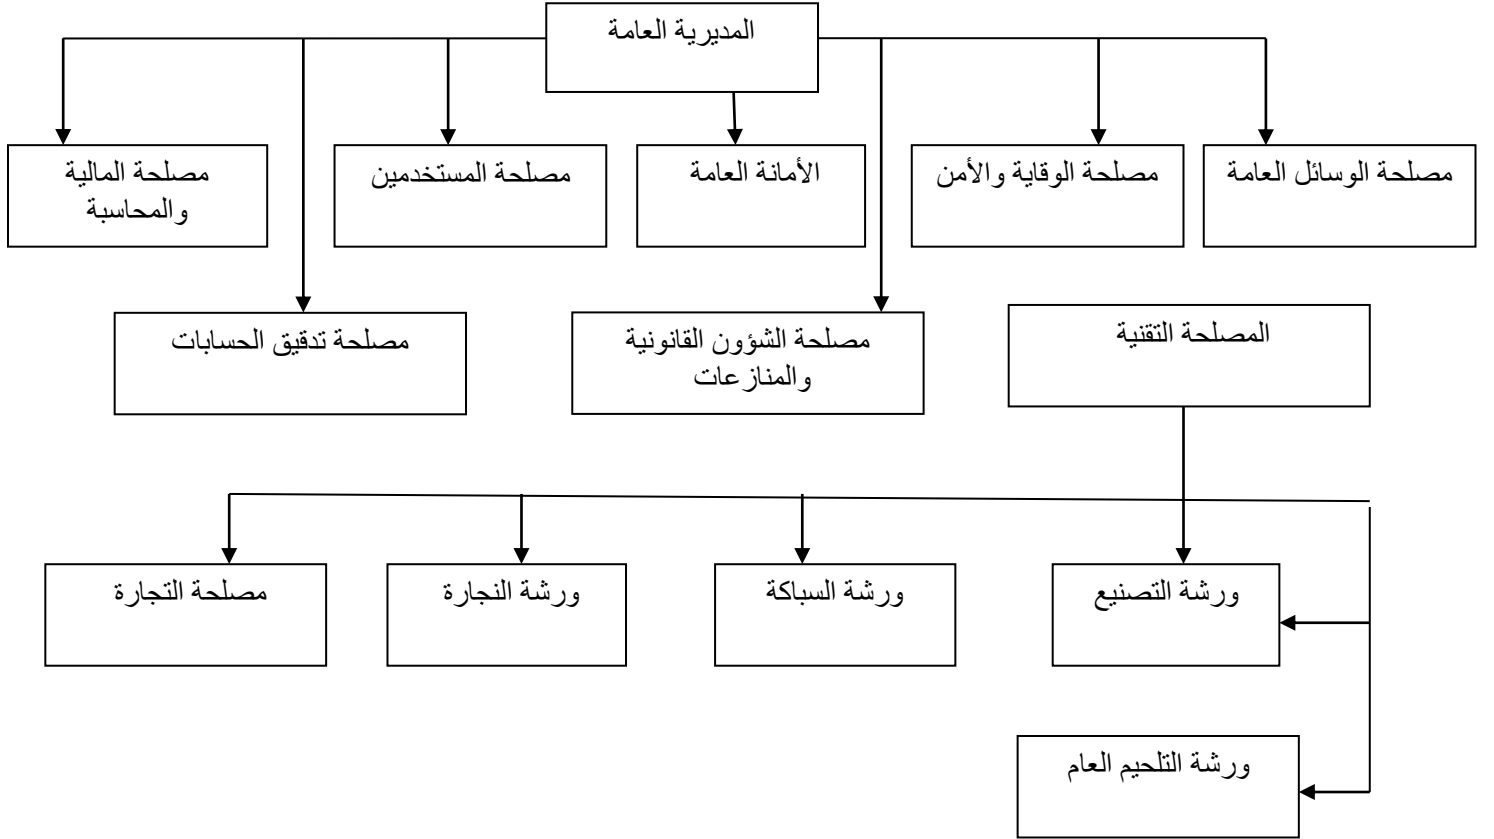 المديرية العامة
مصلحة الوسائل العامة
مصلحة الوقاية والأمن
الأمانة العامة
مصلحة المستخدمين
مصلحة المالية
والمحاسبة
المصلحة التقنية
مصلحة الشؤون القانونية
والمنازعات
مصلحة تدقيق الحسابات
ورشة التصنيع
ورشة السباكة
ورشة النجارة
مصلحة التجارة
ورشة التلحيم العام